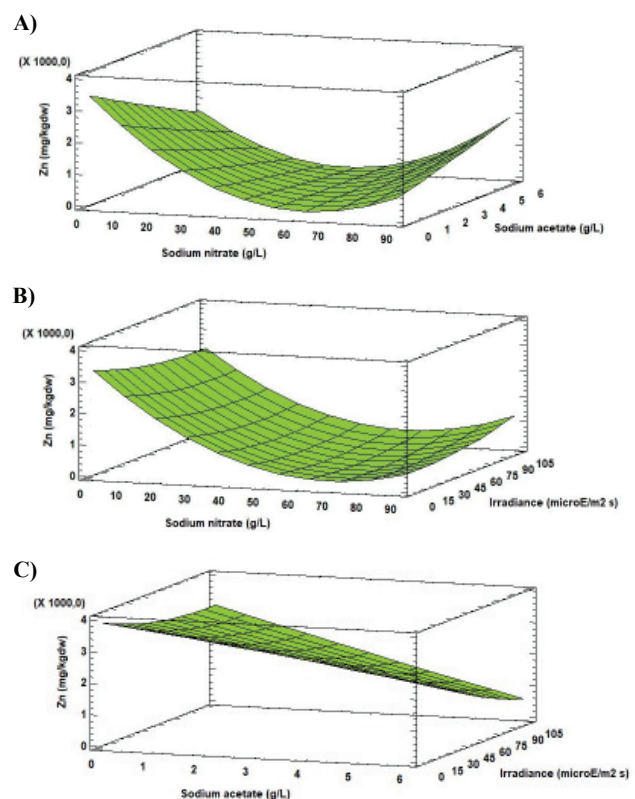 A)
(X 1000,0)
4
3
2
1
0
Zn (mg/kgdw)
0 10 20 30 40 50 60 70 80 90
Sodium nitrate (g/L)
0 1 2 3 4 5 6
Sodium acetate (g/L)
B)
(X 1000,0)
4
3
2
1
0
Zn (mg/kgdw)
0 10 20 30 40 50 60 70 80 90
Sodium nitrate (g/L)
0 15 30 45 60 75 90 105
Irradiance (microE/m2 s)
C)
(X 1000,0)
4
3
2
1
0
Zn (mg/kgdw)
0 1 2 3 4 5 6
Sodium acetate (g/L)
0 15 30 45 60 75 90 105
Irradiance (microE/m2 s)